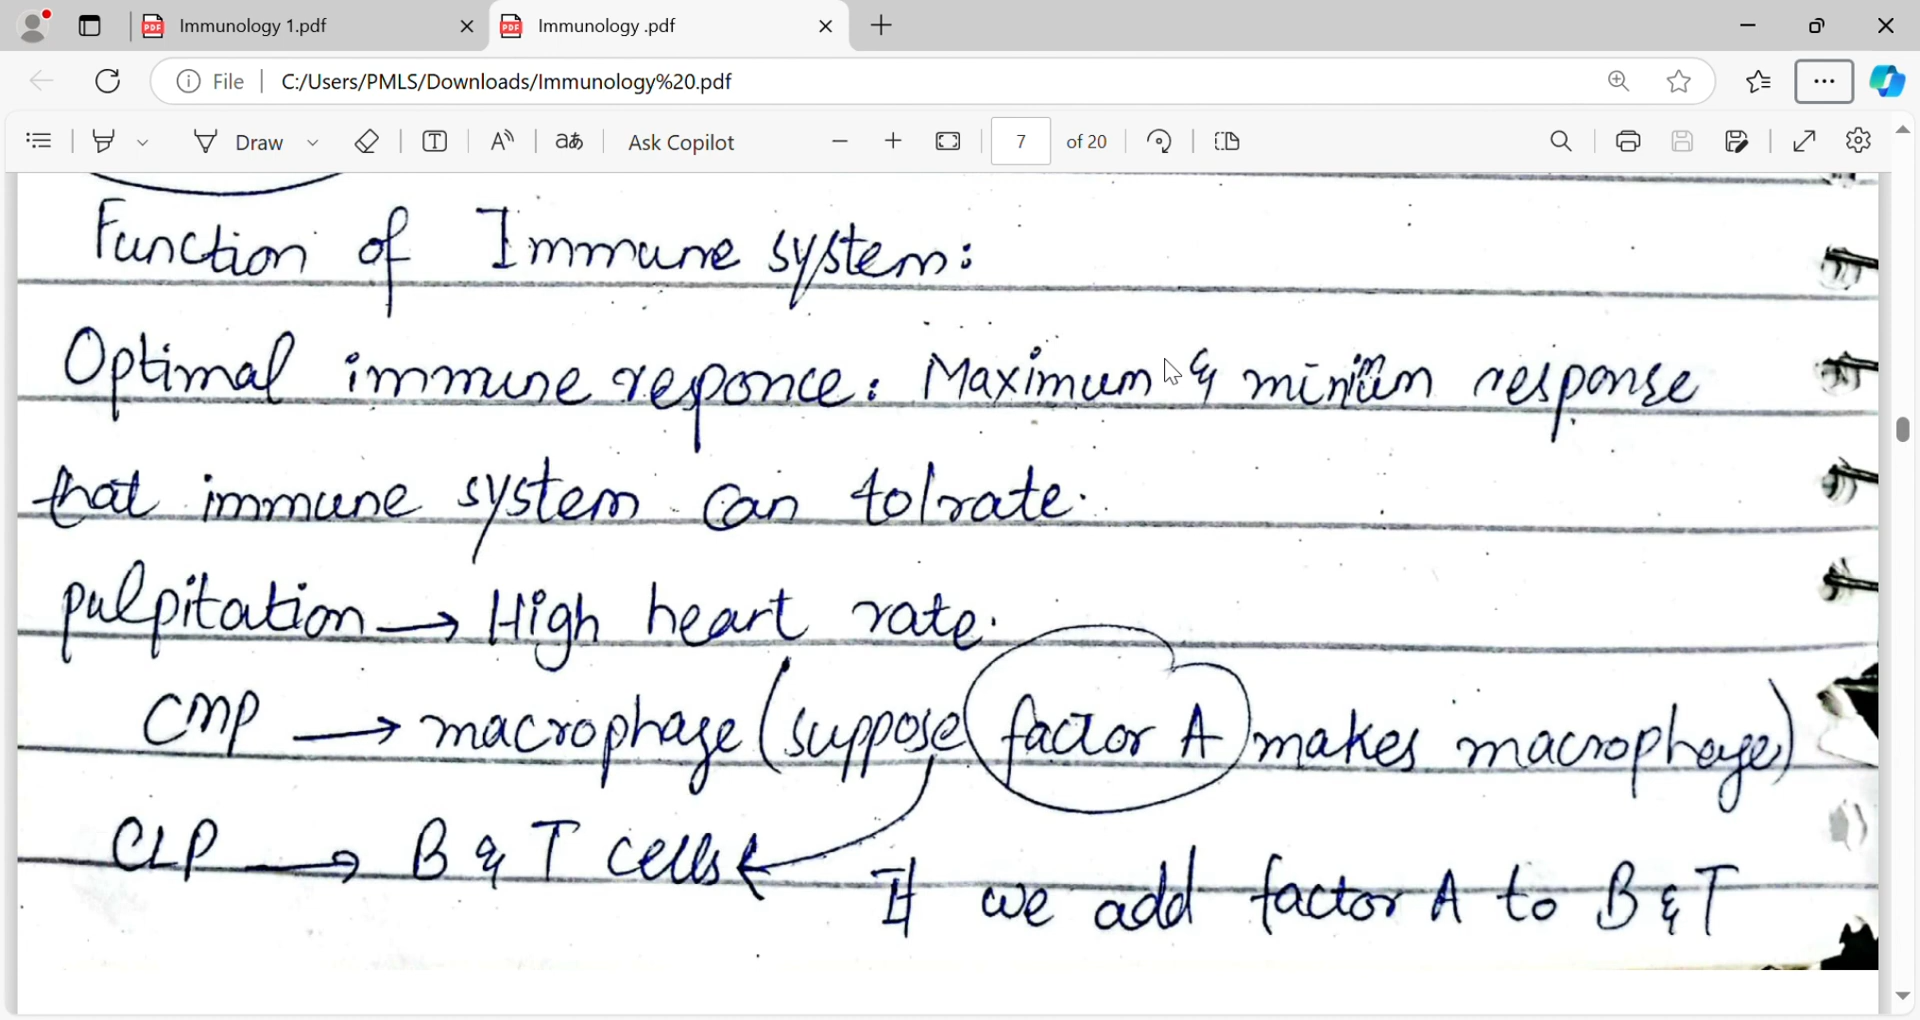 Immunology 1.pdf
Immunology .pdf
File C:/Users/PMLS/Downloads/Immunology%20.pdf
Draw Ask Copilot 7 of 20
Function of Immune system:
Optimal immune responce: Maximum & minimum response
that immune system can tolrate.
pulpitation → High heart rate.
CMP → macrophage (suppose factor A makes macrophage)
CLP → B & T cells ←
If we add factor A to B & T